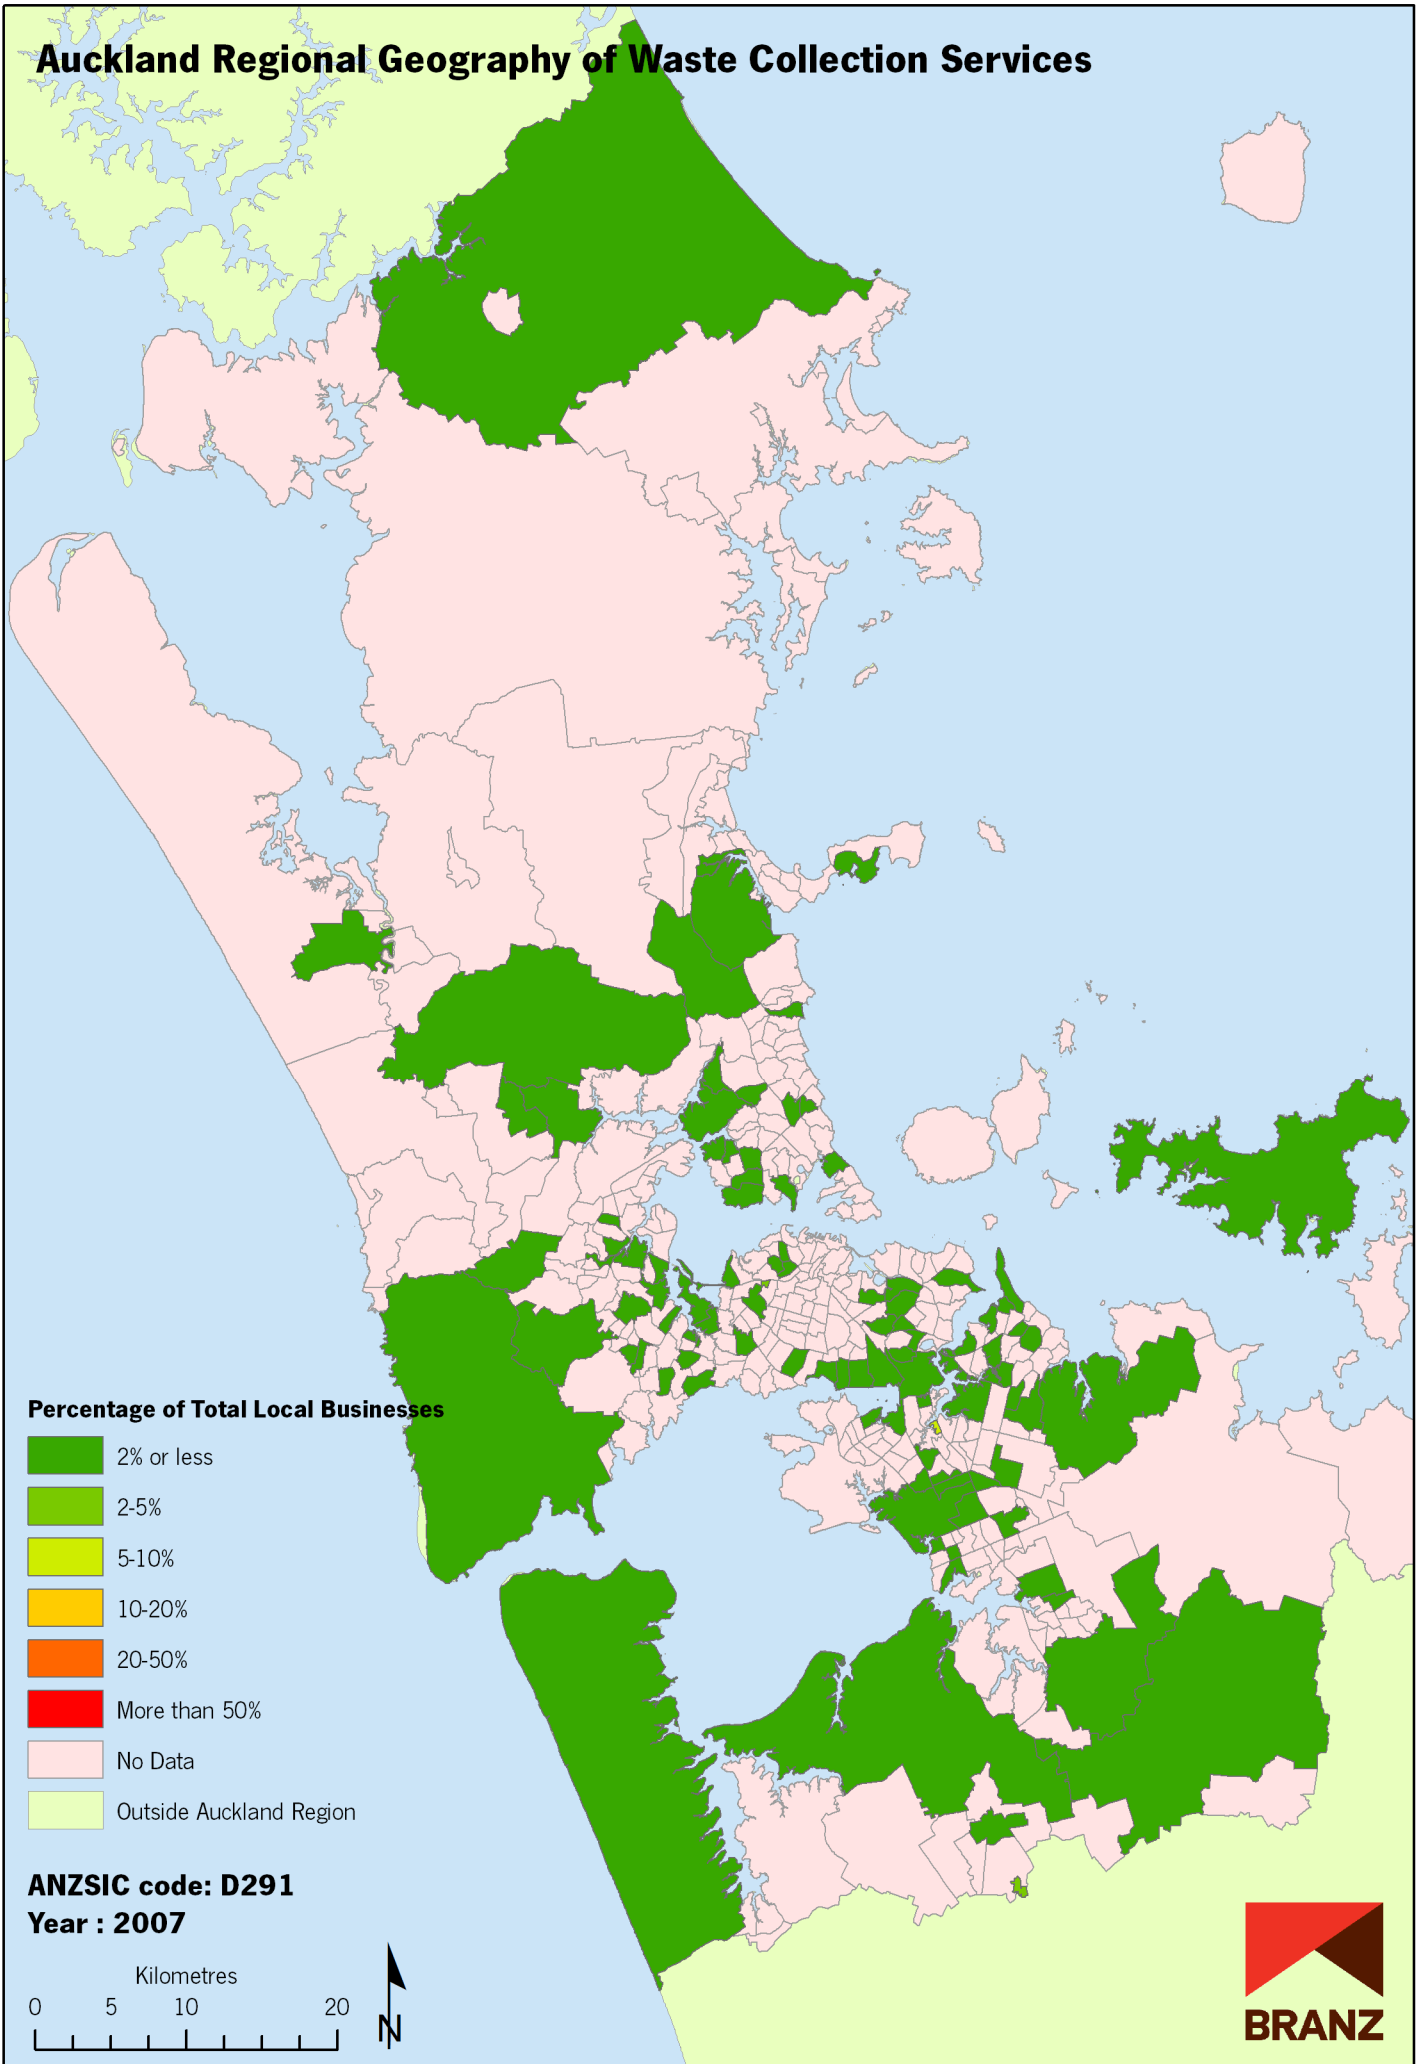 Auckland Regional Geography of Waste Collection Services
Percentage of Total Local Businesses
2% or less
2-5%
5-10%
10-20%
20-50%
More than 50%
No Data
Outside Auckland Region
ANZSIC code: D291
Year : 2007
Kilometres
0 5 10 20
N
BRANZ